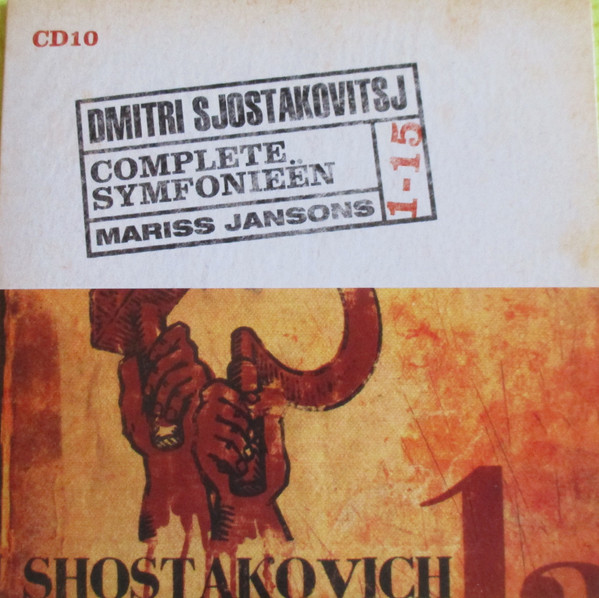 CD10
DMITRI SJOSTAKOVITSJ
COMPLETE
SYMFONIEËN
1-15
MARISS JANSONS
SHOSTAKOVICH